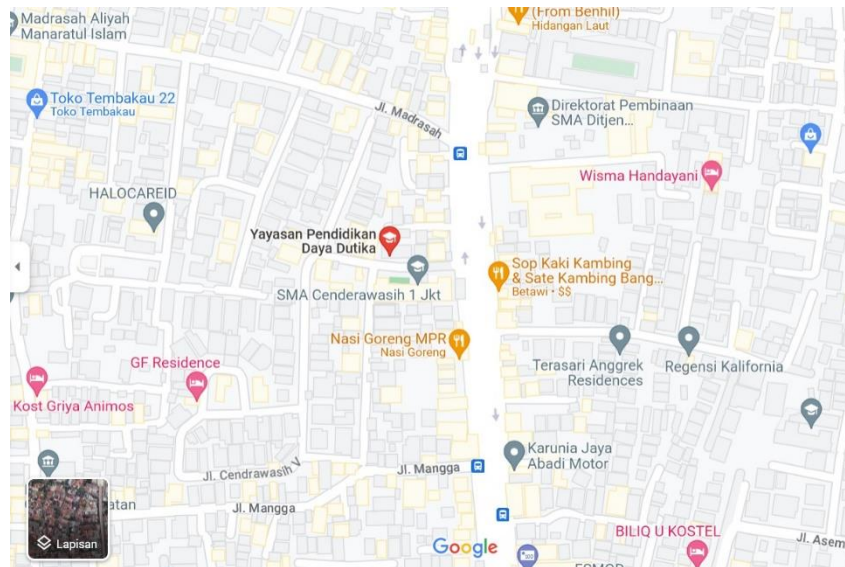 (From Benhil)
Hidangan Laut
Madrasah Aliyah
Manaratul Islam
Toko Tembakau 22
Toko Tembakau
Jl. Madrasah
Direktorat Pembinaan
SMA Ditjen...
Wisma Handayani
HALOCAREID
Yayasan Pendidikan
Daya Dutika
SMA Cenderawasih 1 Jkt
Sop Kaki Kambing
& Sate Kambing Bang...
Betawi • $$
Nasi Goreng MPR
Nasi Goreng
GF Residence
Terasari Anggrek
Residences
Regensi Kalifornia
Kost Griya Animos
Karunia Jaya
Abadi Motor
Jl. Cendrawasih V
Jl. Mangga
Jl. Mangga
BILIQ U KOSTEL
Jl. Asem
Lapisan
Google